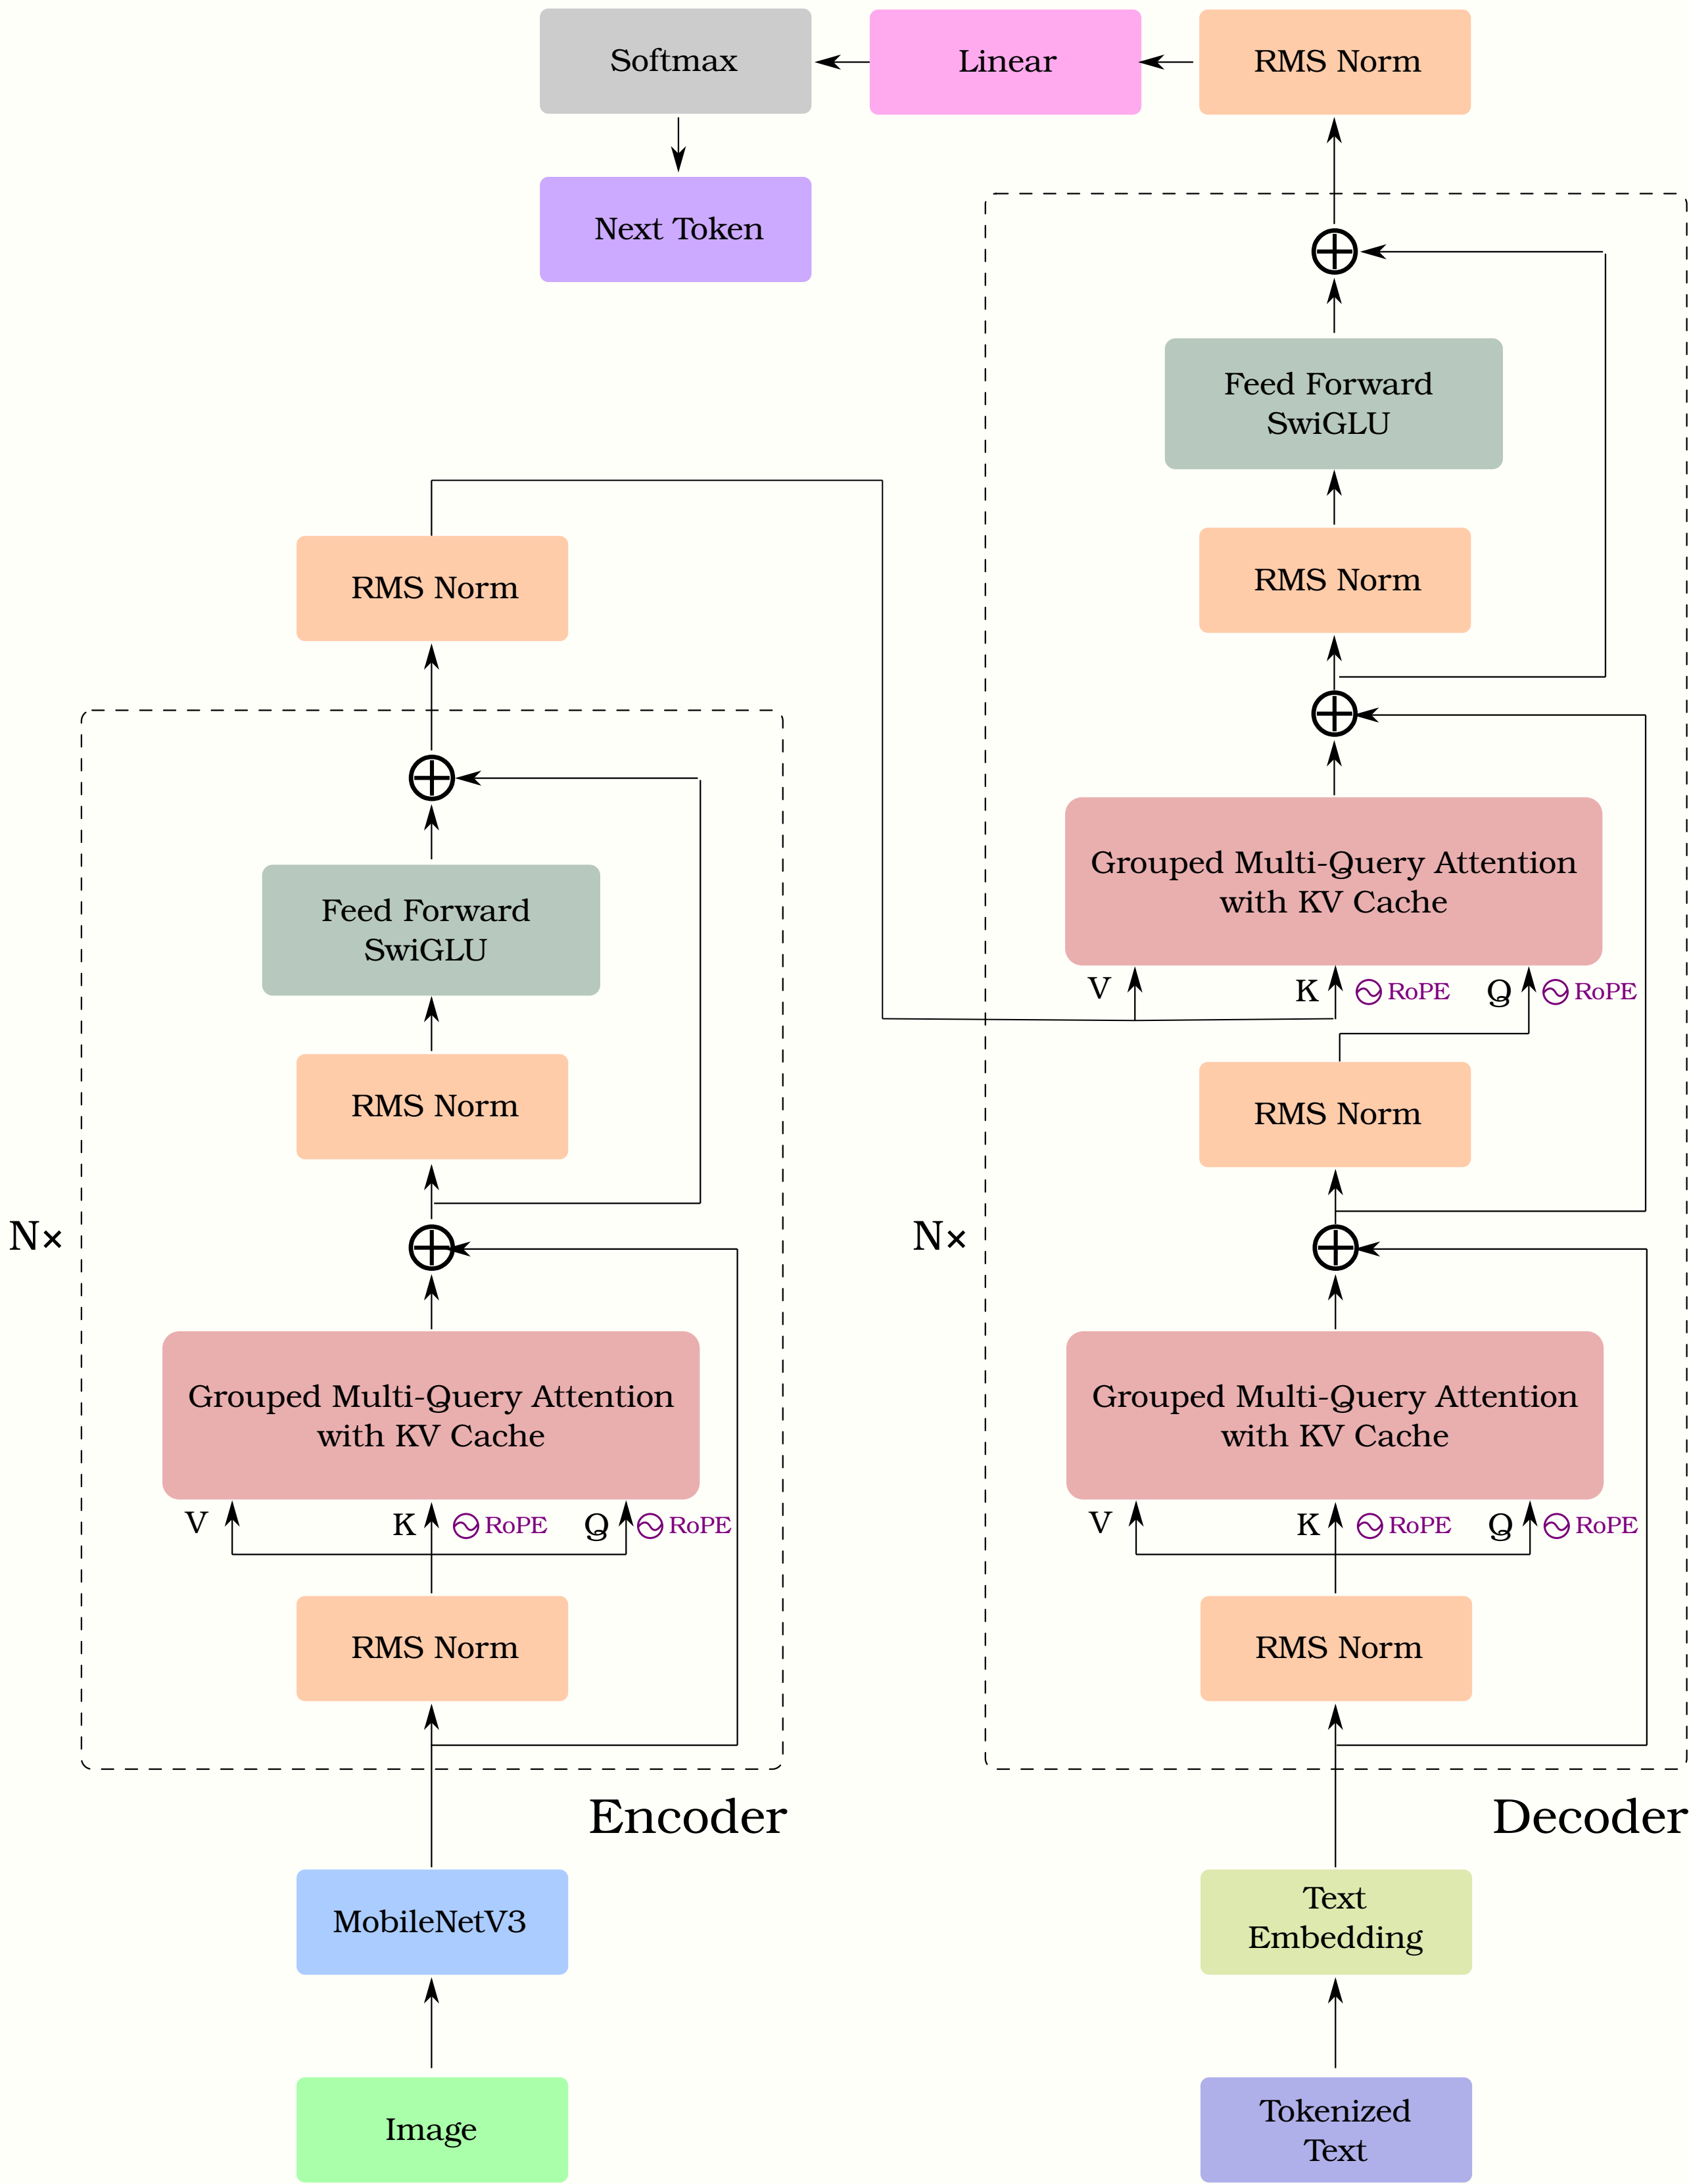 Softmax
Linear
RMS Norm
Next Token
Feed Forward
SwiGLU
RMS Norm
Grouped Multi-Query Attention
with KV Cache
V
K
RoPE
Q
RoPE
RMS Norm
N×
Grouped Multi-Query Attention
with KV Cache
V
K
RoPE
Q
RoPE
RMS Norm
Decoder
Text
Embedding
Tokenized
Text
RMS Norm
Feed Forward
SwiGLU
RMS Norm
N×
Grouped Multi-Query Attention
with KV Cache
V
K
RoPE
Q
RoPE
RMS Norm
Encoder
MobileNetV3
Image